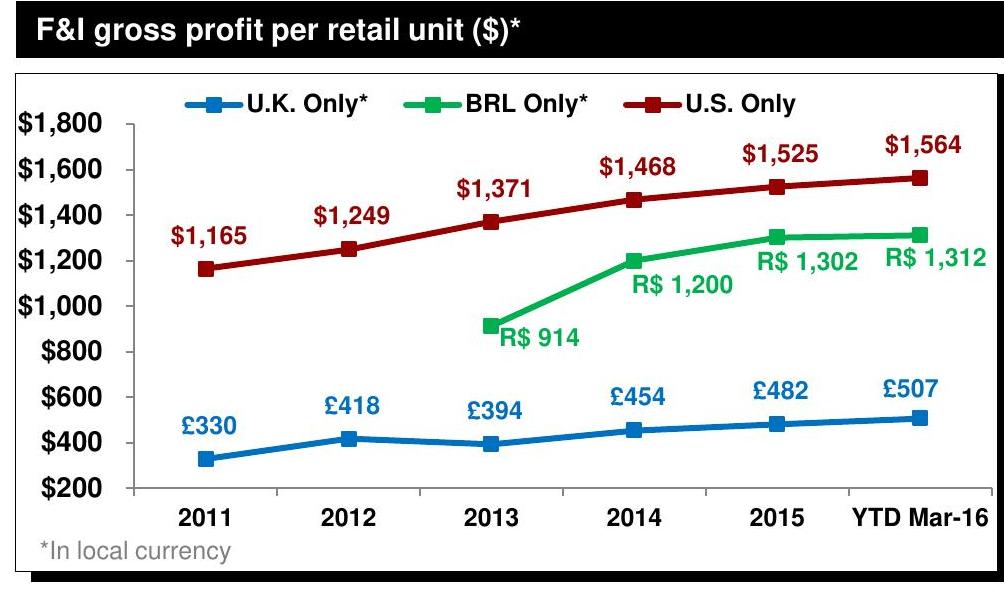 F&I gross profit per retail unit ($)*
U.K. Only* BRL Only* U.S. Only
$1,800
$1,600
$1,400
$1,200
$1,000
$800
$600
$400
$200
$1,165 $1,249 $1,371 $1,468 $1,525 $1,564
R$ 914 R$ 1,200 R$ 1,302 R$ 1,312
£330 £418 £394 £454 £482 £507
2011 2012 2013 2014 2015 YTD Mar-16
*In local currency